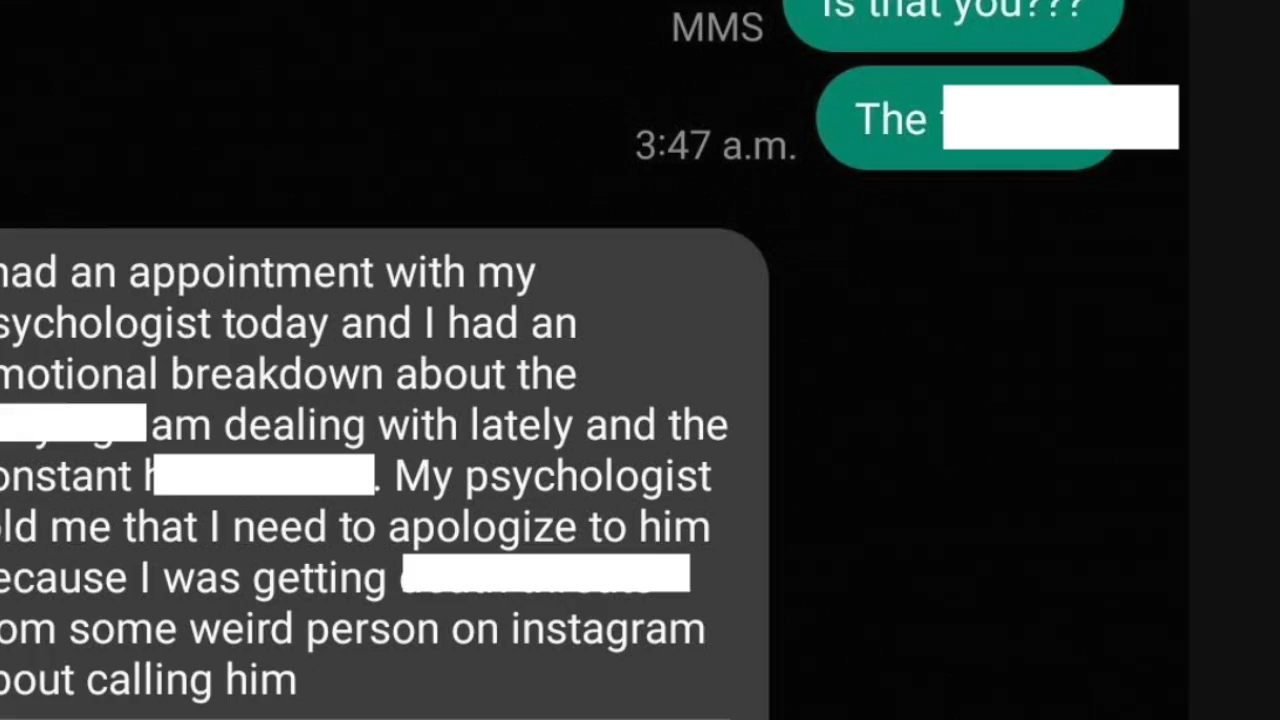 Is that you???
MMS
The
3:47 a.m.
had an appointment with my
sychologist today and I had an
motional breakdown about the
am dealing with lately and the
onstant h . My psychologist
old me that I need to apologize to him
ecause I was getting
om some weird person on instagram
bout calling him